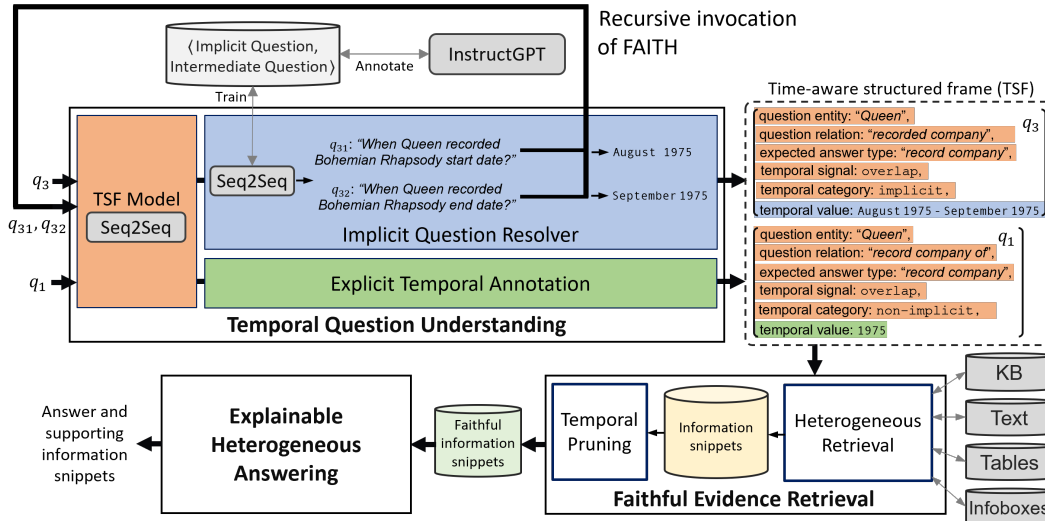 Recursive invocation
of FAITH
⟨Implicit Question,
Intermediate Question⟩
Annotate
InstructGPT
Train
Time-aware structured frame (TSF)
q3
TSF Model
Seq2Seq
q31, q32
q1
Seq2Seq
q31: "When Queen recorded
Bohemian Rhapsody start date?"
August 1975
q32: "When Queen recorded
Bohemian Rhapsody end date?"
September 1975
Implicit Question Resolver
Explicit Temporal Annotation
Temporal Question Understanding
question entity: "Queen",
q3
question relation: "recorded company",
expected answer type: "record company",
temporal signal: overlap,
temporal category: implicit,
temporal value: August 1975 - September 1975
question entity: "Queen",
q1
question relation: "record company of"
expected answer type: "record company",
temporal signal: overlap,
temporal category: non-implicit,
temporal value: 1975
Answer and
supporting
information
snippets
Explainable
Heterogeneous
Answering
Faithful
information
snippets
Temporal
Pruning
Information
snippets
Heterogeneous
Retrieval
Faithful Evidence Retrieval
KB
Text
Tables
Infoboxes